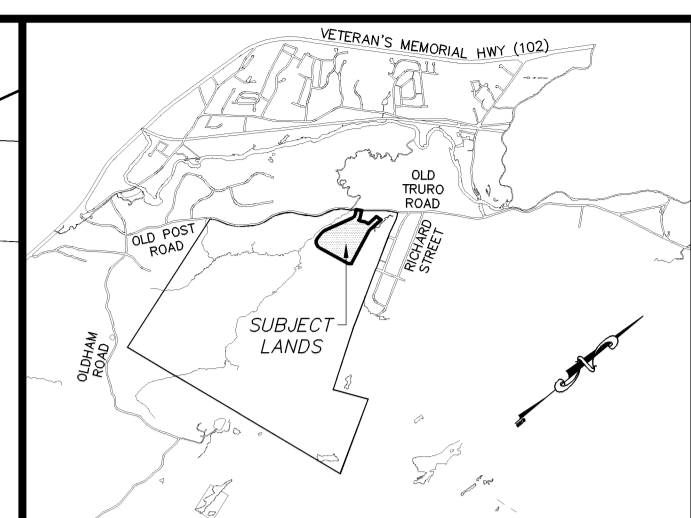 VETERAN'S MEMORIAL HWY (102)
OLD
TRURO
ROAD
OLD POST
ROAD
RICHARD
STREET
SUBJECT
LANDS
OLDHAM
ROAD
N